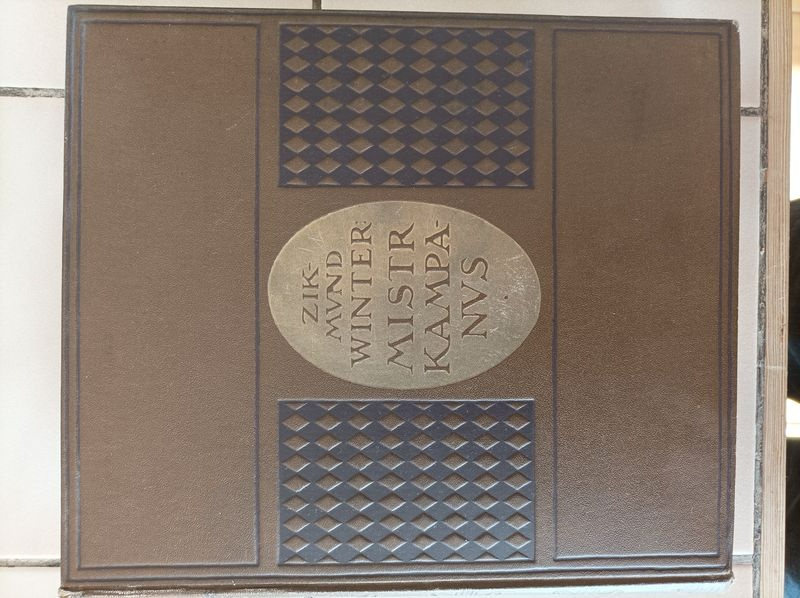 ZIK-
MVND
WINTER:
MISTR
KAMPA-
NVS